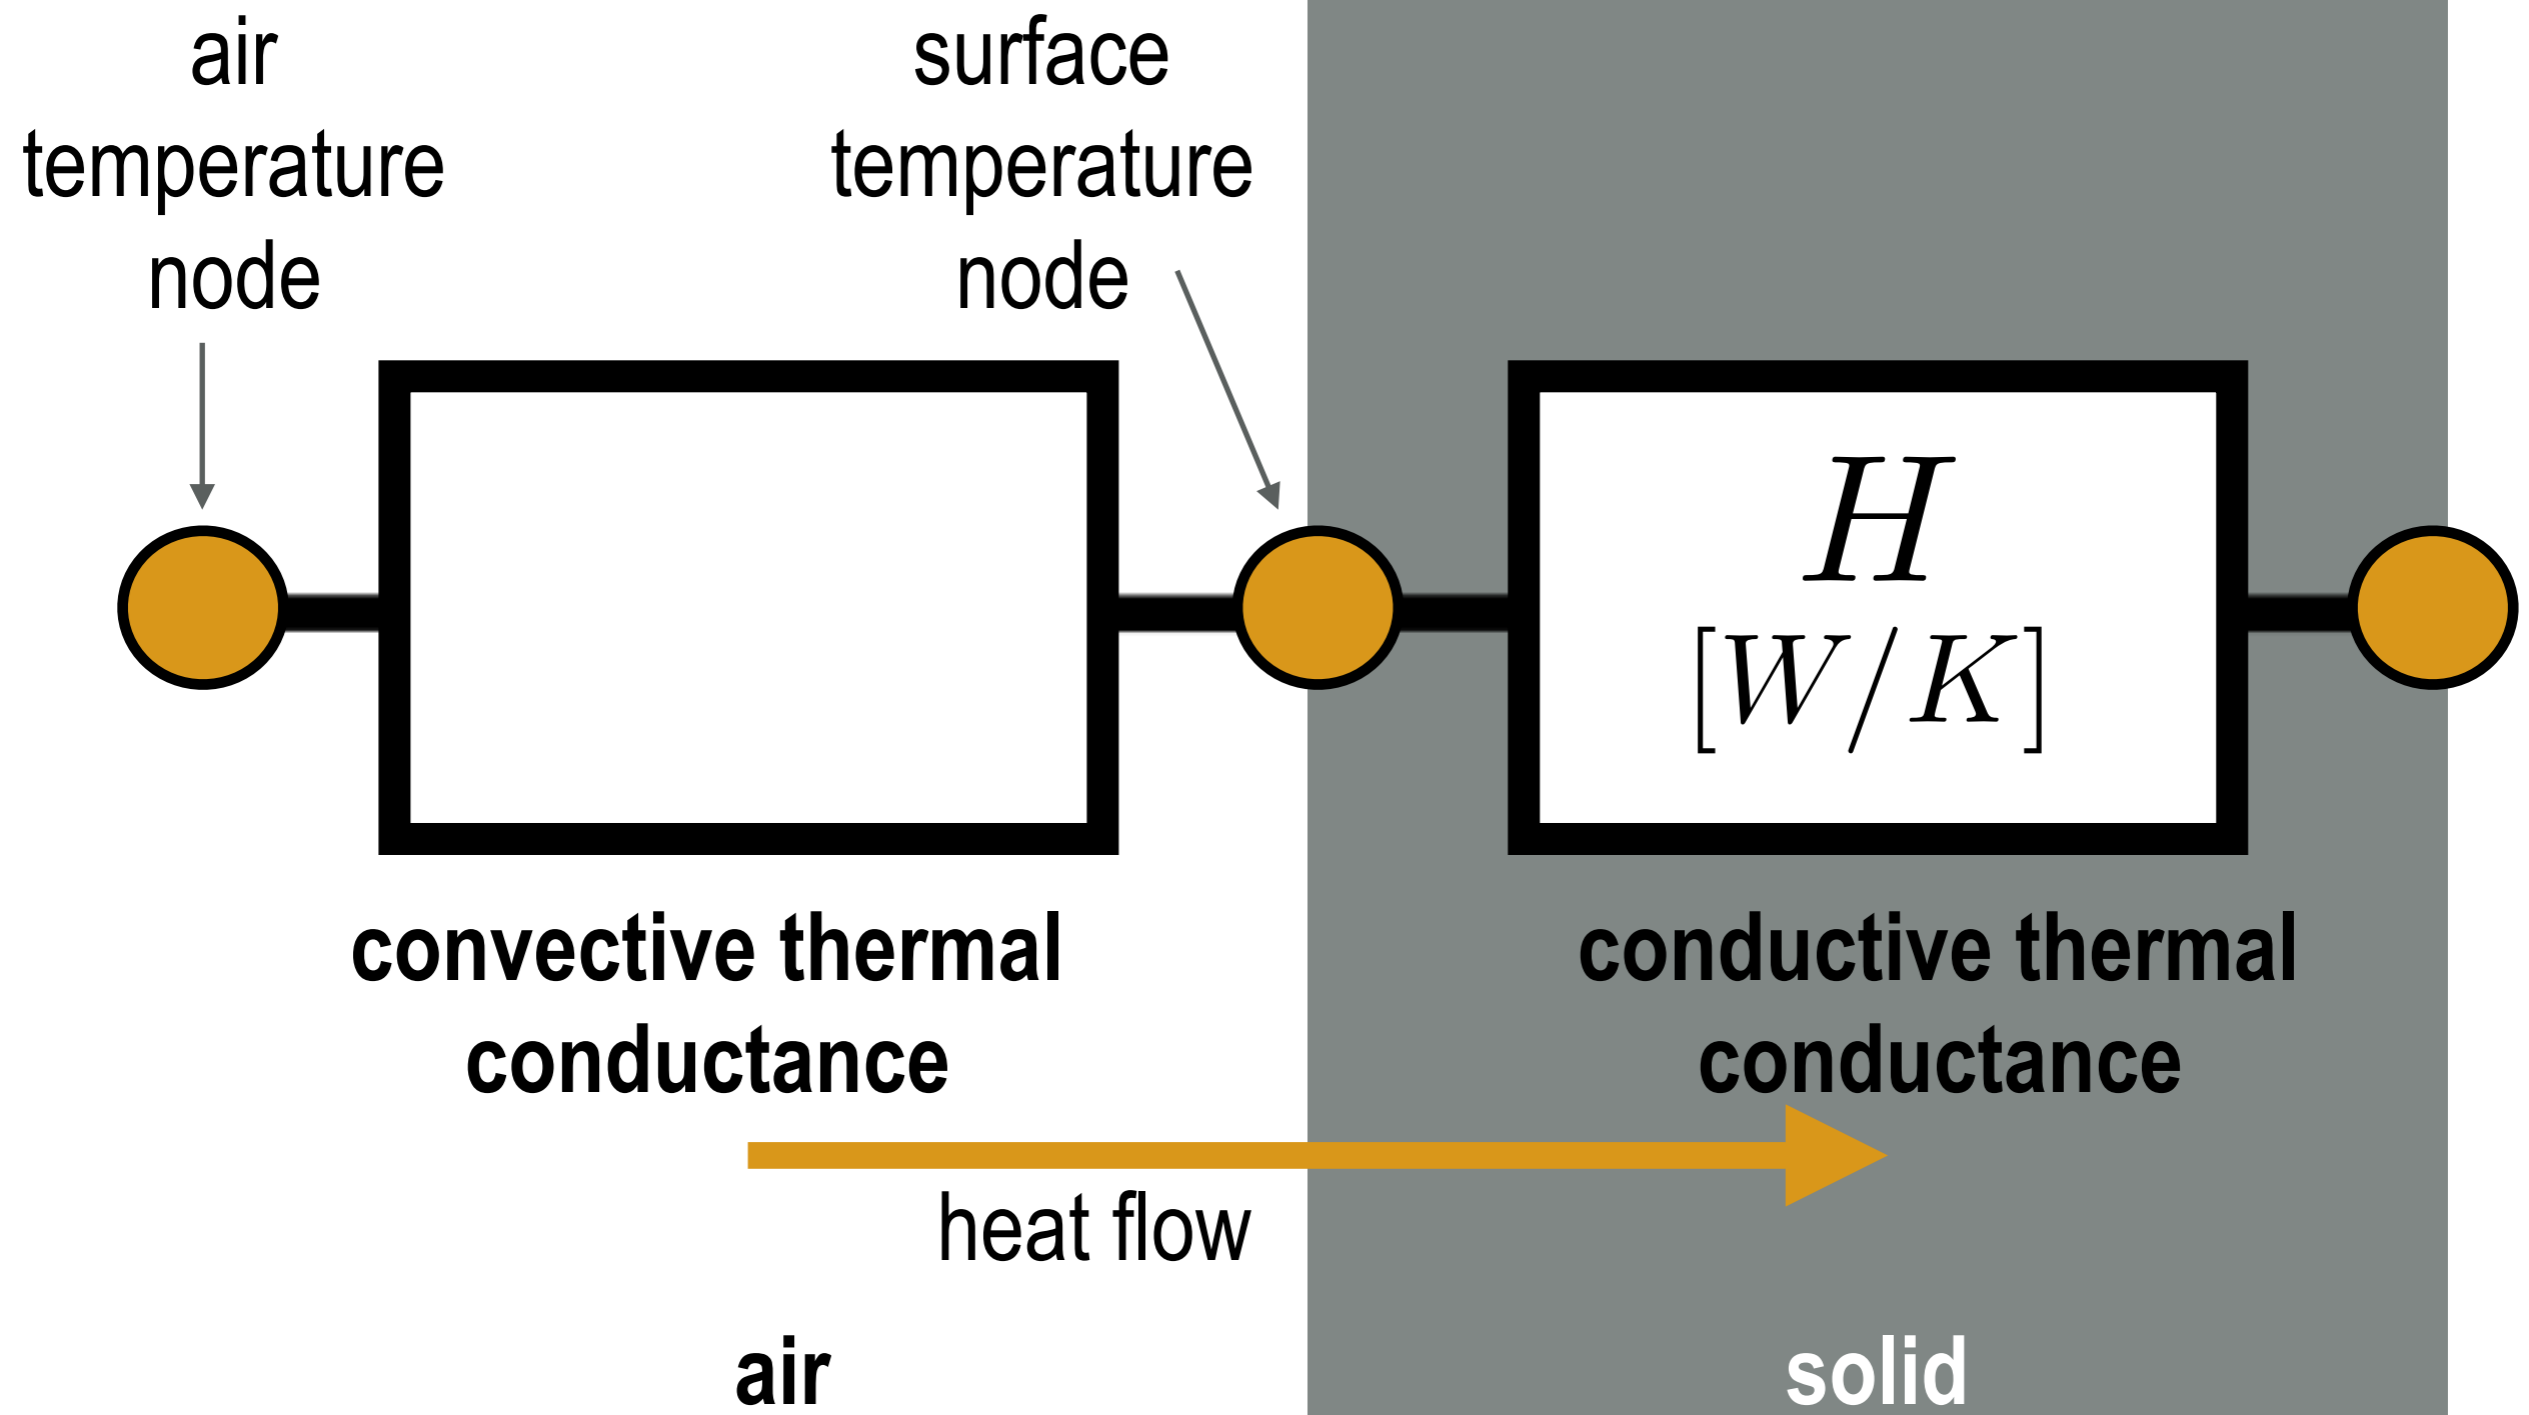 air
temperature
node
surface
temperature
node
H
[W/K]
convective thermal
conductance
conductive thermal
conductance
heat flow
air
solid